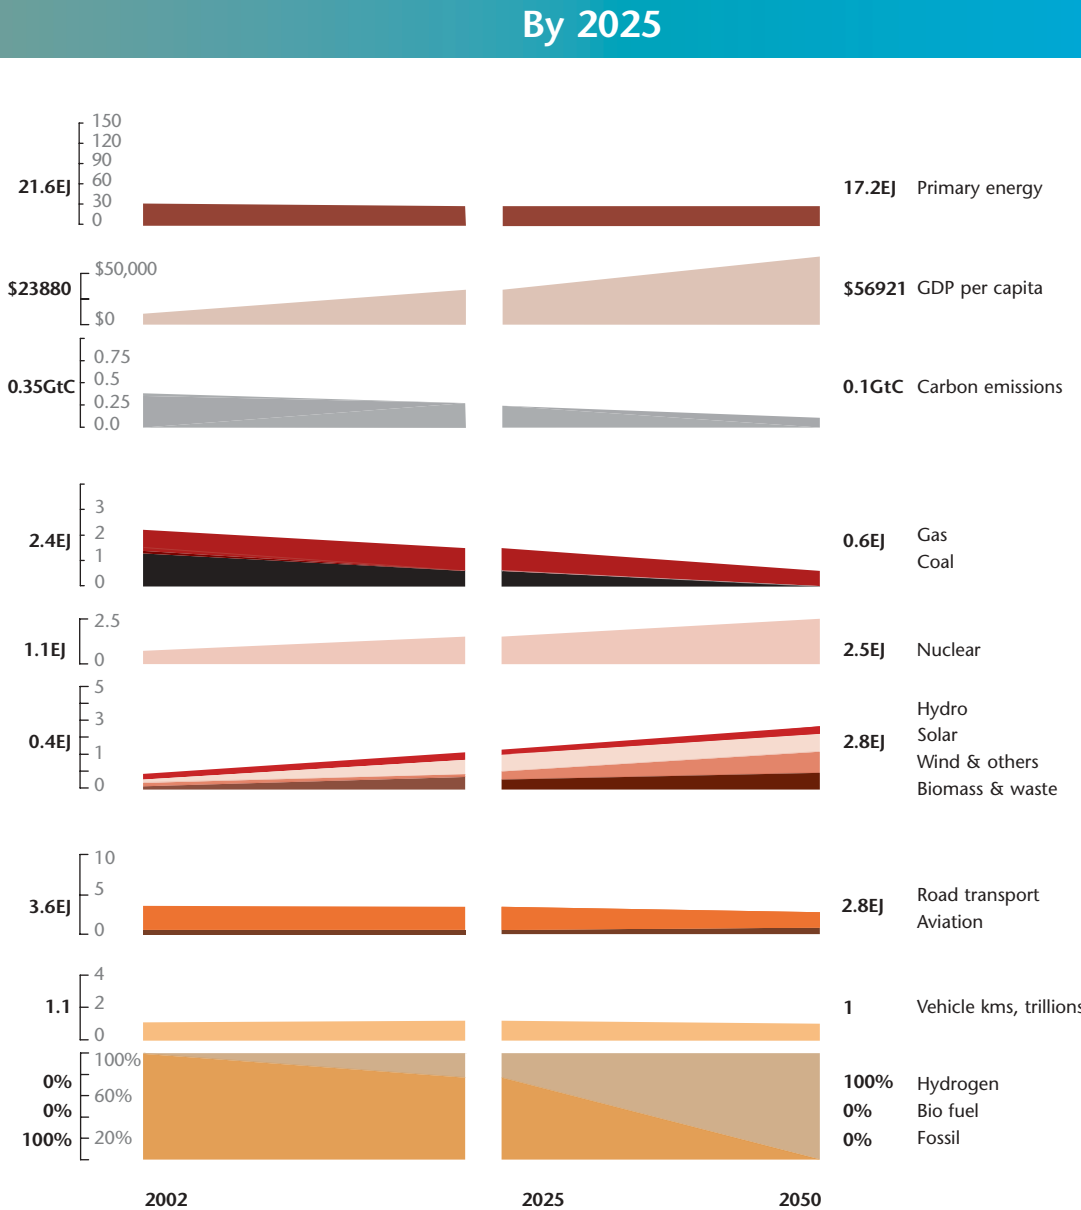 By 2025
150
120
90
60
30
0
21.6EJ
17.2EJ Primary energy
$50,000
$0
$23880
$56921 GDP per capita
0.75
0.5
0.25
0.0
0.35GtC
0.1GtC Carbon emissions
3
2
1
0
2.4EJ
0.6EJ
Gas
Coal
2.5
0
1.1EJ
2.5EJ Nuclear
5
3
1
0
0.4EJ
2.8EJ
Hydro
Solar
Wind & others
Biomass & waste
10
5
0
3.6EJ
2.8EJ
Road transport
Aviation
4
2
0
1.1
1 Vehicle kms, trillions
100%
60%
20%
0%
0%
100%
100% Hydrogen
0% Bio fuel
0% Fossil
2002 2025 2050